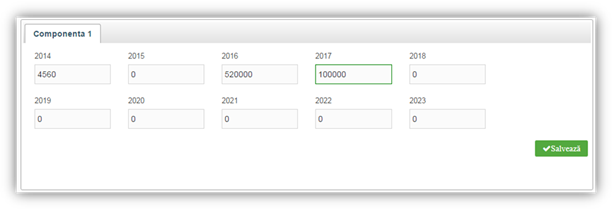 Componenta 1
2014 2015 2016 2017 2018
4560 0 520000 100000 0
2019 2020 2021 2022 2023
0 0 0 0 0
Salvează